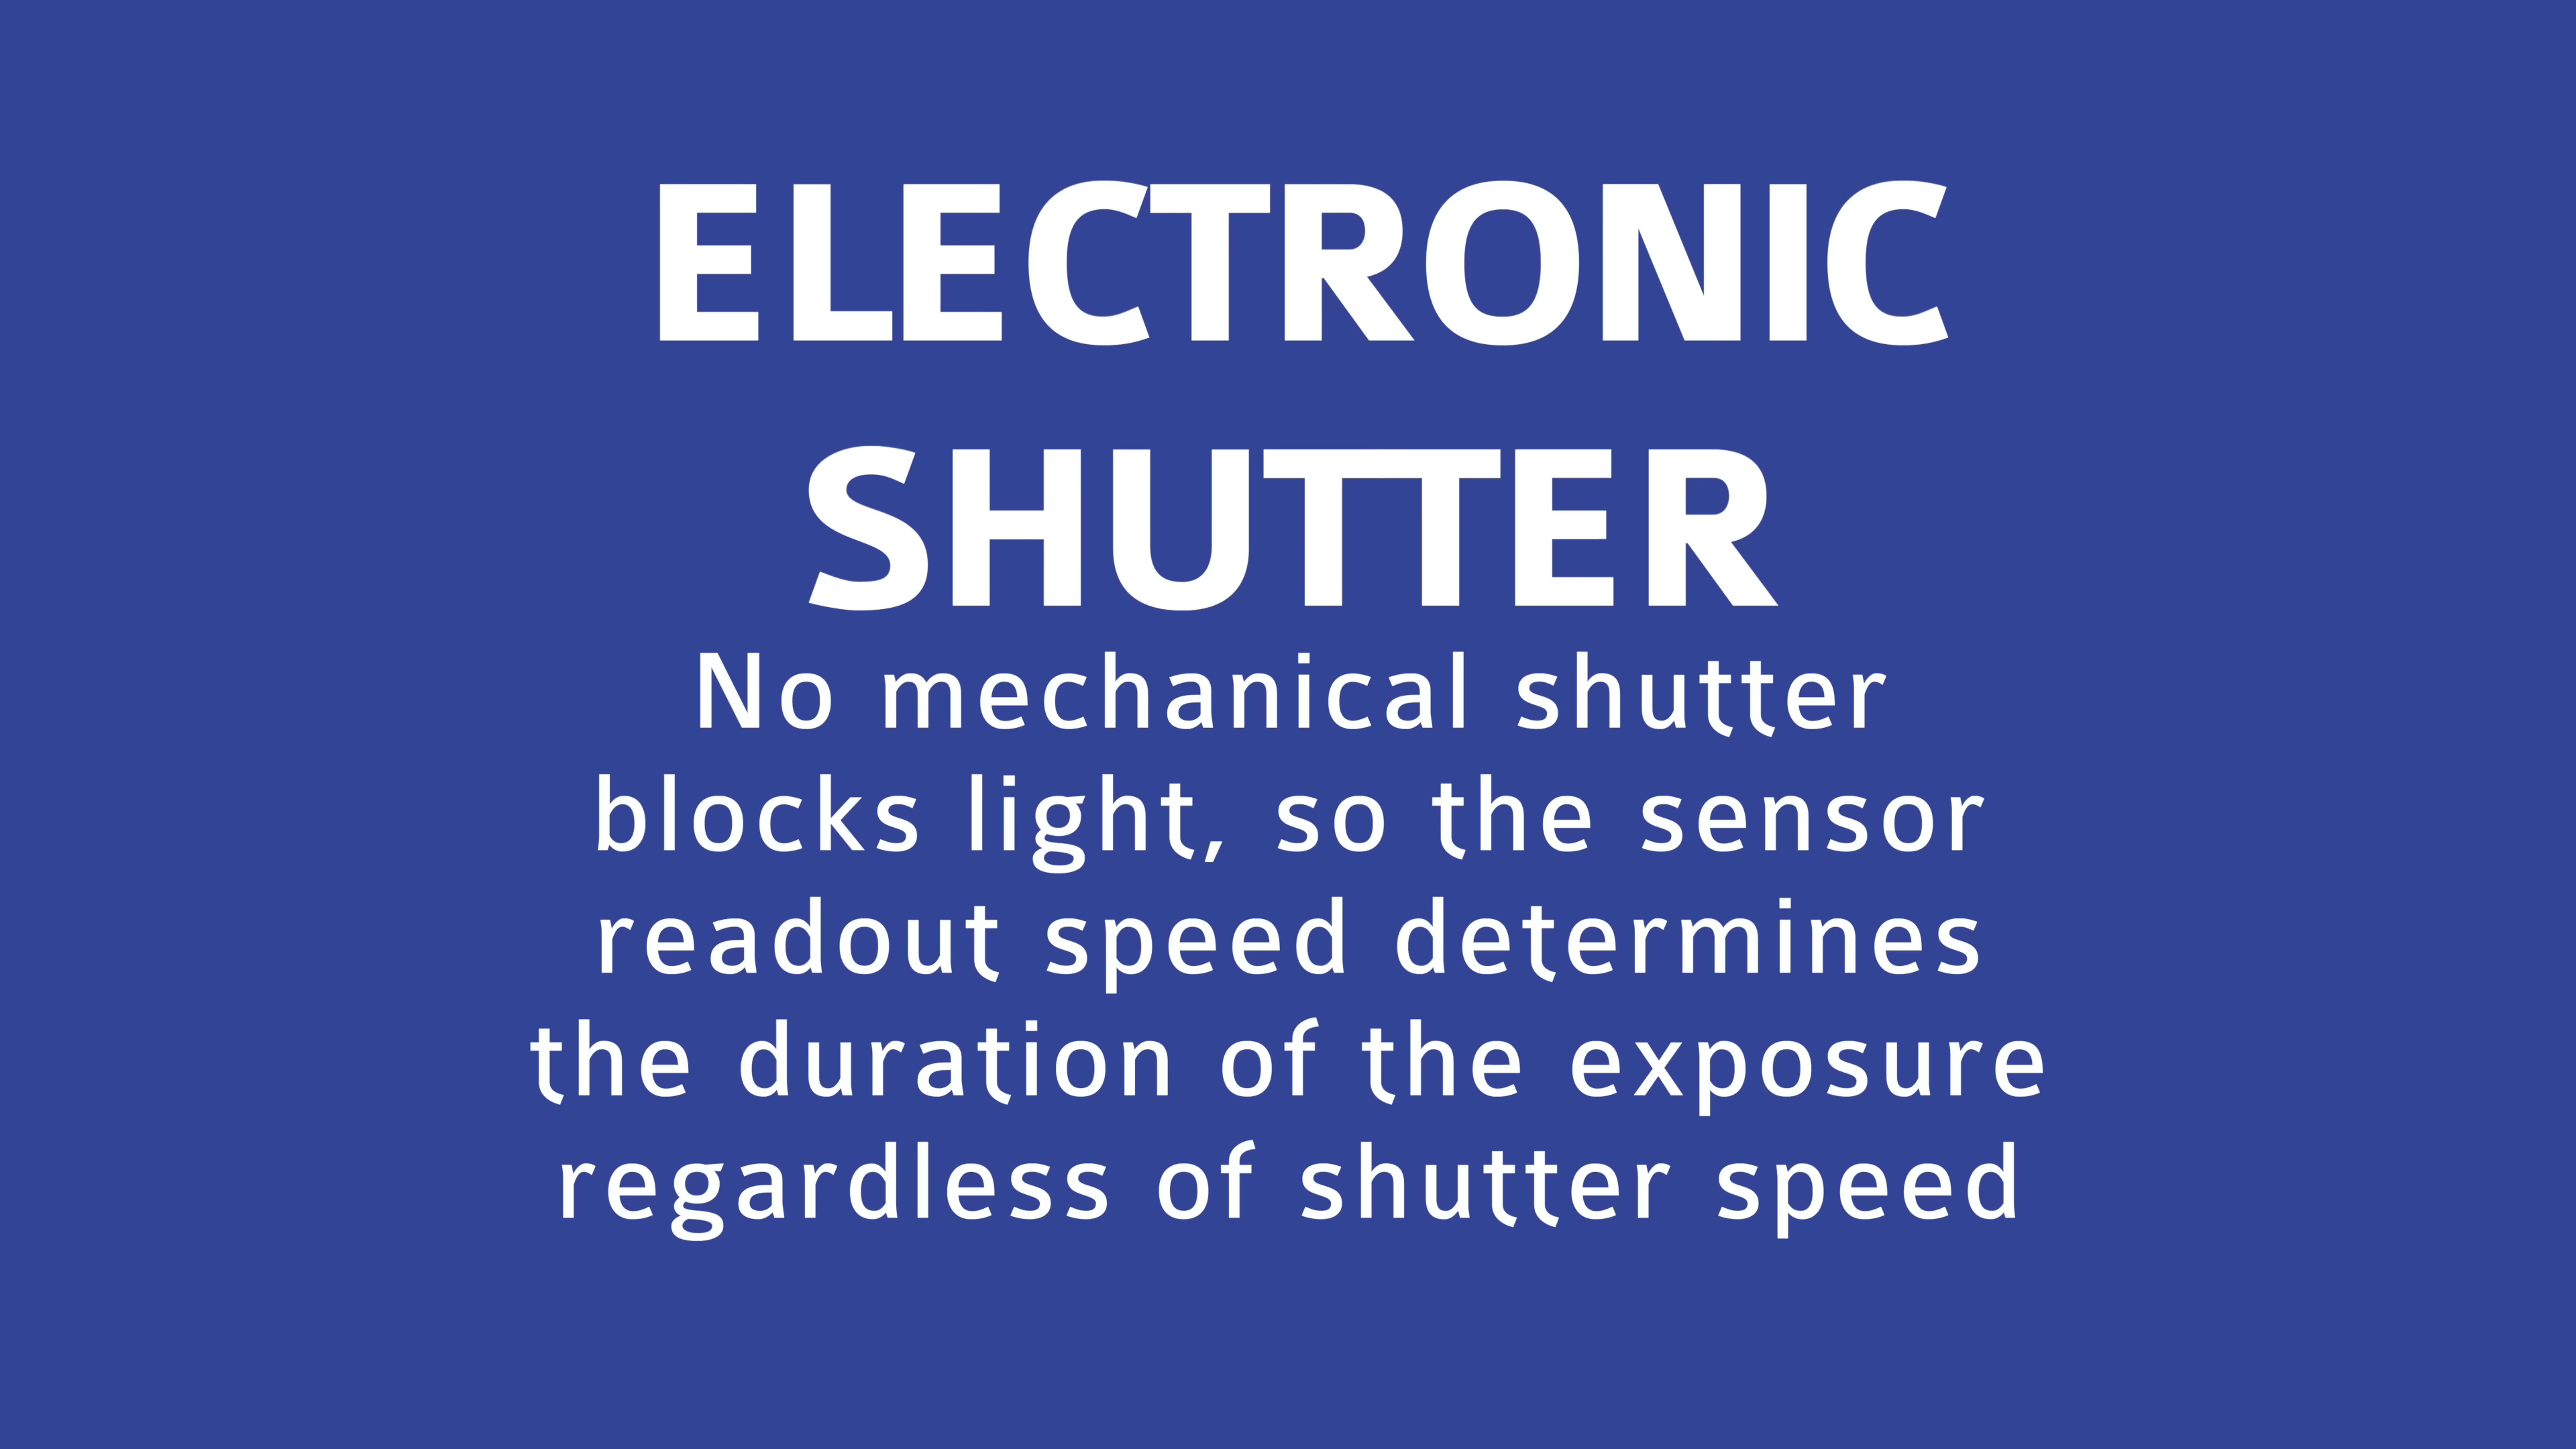 ELECTRONIC
SHUTTER
No mechanical shutter
blocks light, so the sensor
readout speed determines
the duration of the exposure
regardless of shutter speed